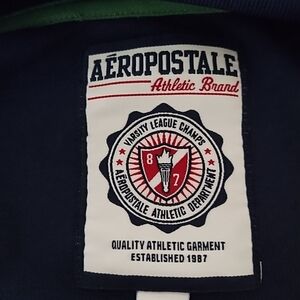 AÉROPOSTALE
Athletic Brand
VARSITY LEAGUE CHAMPS
8 7
AÉROPOSTALE ATHLETIC DEPARTMENT
QUALITY ATHLETIC GARMENT
ESTABLISHED 1987